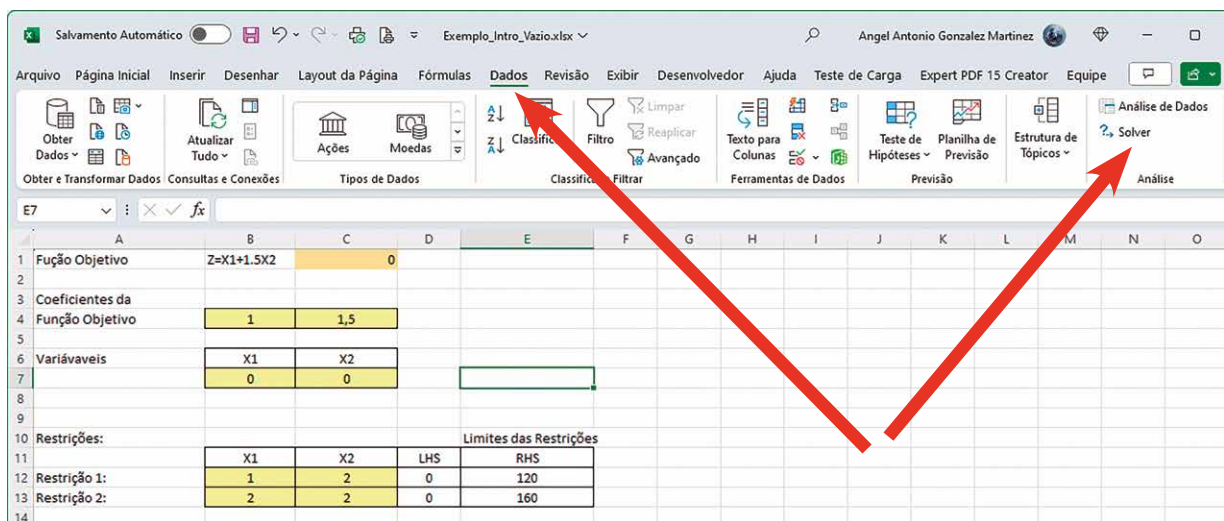 Salvamento Automático Exemplo_Intro_Vazio.xlsx Angel Antonio Gonzalez Martinez
Arquivo Página Inicial Inserir Desenhar Layout da Página Fórmulas Dados Revisão Exibir Desenvolvedor Ajuda Teste de Carga Expert PDF 15 Creator Equipe
Obter Dados
Atualizar Tudo
Ações
Moedas
Filtro
Limpar
Reaplicar
Avançado
Texto para Colunas
Teste de Hipóteses
Planilha de Previsão
Estrutura de Tópicos
Análise de Dados
Solver
Obter e Transformar Dados Consultas e Conexões Tipos de Dados Filtrar Ferramentas de Dados Previsão Análise
E7 fx
A B C D E F G H I J K L M N O
1 Fução Objetivo Z=X1+1.5X2 0
2
3 Coeficientes da
4 Função Objetivo 1 1,5
5
6 Variávaveis X1 X2
7 0 0
8
9
10 Restrições: Limites das Restrições
11 X1 X2 LHS RHS
12 Restrição 1: 1 2 0 120
13 Restrição 2: 2 2 0 160
14